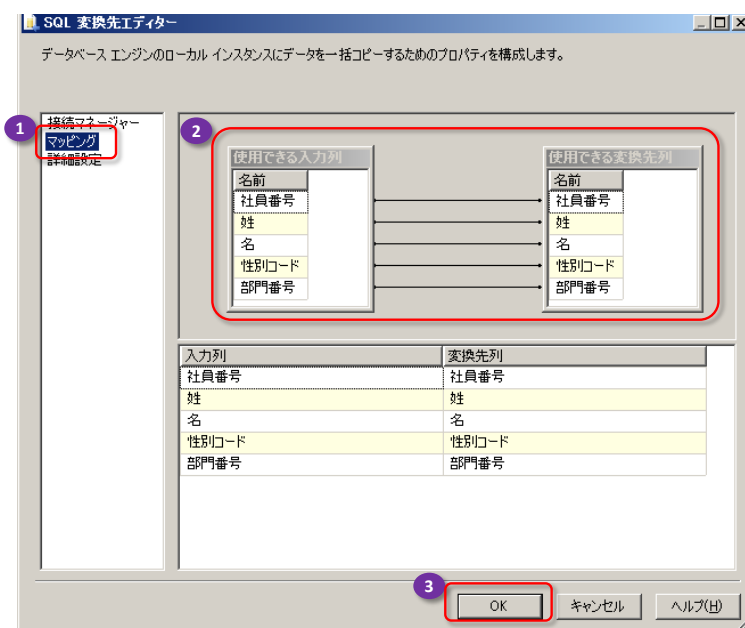 SQL 変換先エディター
データベース エンジンのローカル インスタンスにデータを一括コピーするためのプロパティを構成します。
1
接続マネージャー
マッピング
詳細設定
2
使用できる入力列
名前
社員番号
姓
名
性別コード
部門番号
使用できる変換先列
名前
社員番号
姓
名
性別コード
部門番号
入力列 変換先列
社員番号 社員番号
姓 姓
名 名
性別コード 性別コード
部門番号 部門番号
3
OK キャンセル ヘルプ(H)